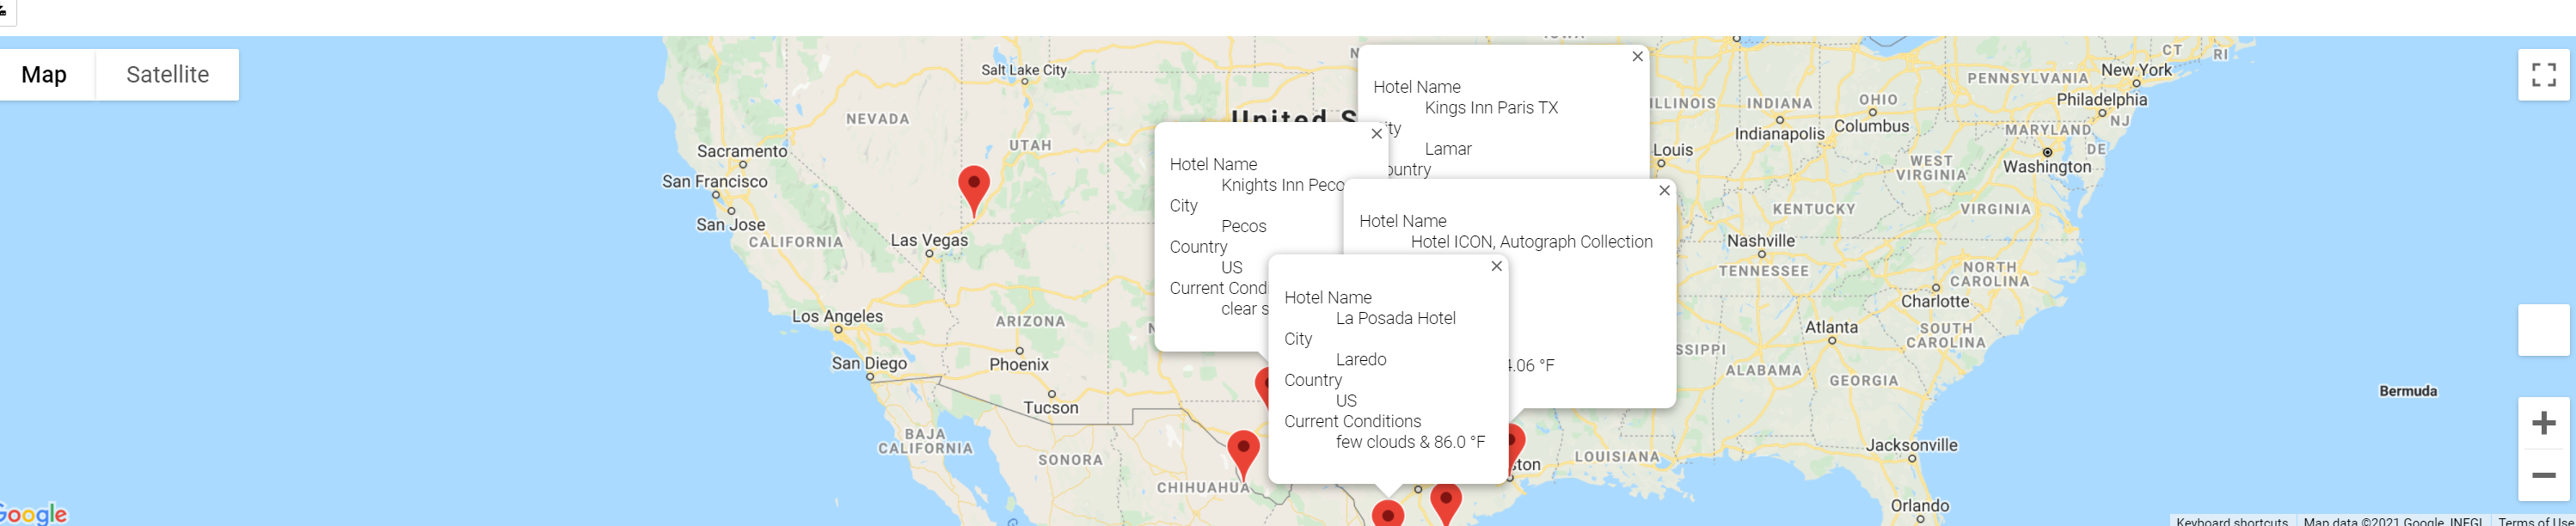 Map
Satellite
Salt Lake City
NEVADA
UTAH
Sacramento
San Francisco
San Jose
CALIFORNIA
Las Vegas
Los Angeles
San Diego
ARIZONA
Phoenix
Tucson
BAJA
CALIFORNIA
SONORA
CHIHUAHUA
United S
Hotel Name
Kings Inn Paris TX
ity
Lamar
ountry
Hotel Name
Knights Inn Peco
City
Pecos
Country
US
Current Condi
clear s
Hotel Name
Hotel ICON, Autograph Collection
4.06 °F
Hotel Name
La Posada Hotel
City
Laredo
Country
US
Current Conditions
few clouds & 86.0 °F
ston
LOUISIANA
ILLINOIS
INDIANA
OHIO
Indianapolis
Columbus
Louis
PENNSYLVANIA
New York
CT
RI
Philadelphia
NJ
MARYLAND
DE
WEST
VIRGINIA
Washington
KENTUCKY
VIRGINIA
Nashville
TENNESSEE
NORTH
CAROLINA
Charlotte
Atlanta
SOUTH
CAROLINA
SSIPPI
ALABAMA
GEORGIA
Jacksonville
Orlando
Bermuda
Google
Keyboard shortcuts
Map data ©2021 Google, INEGI
Terms of Use